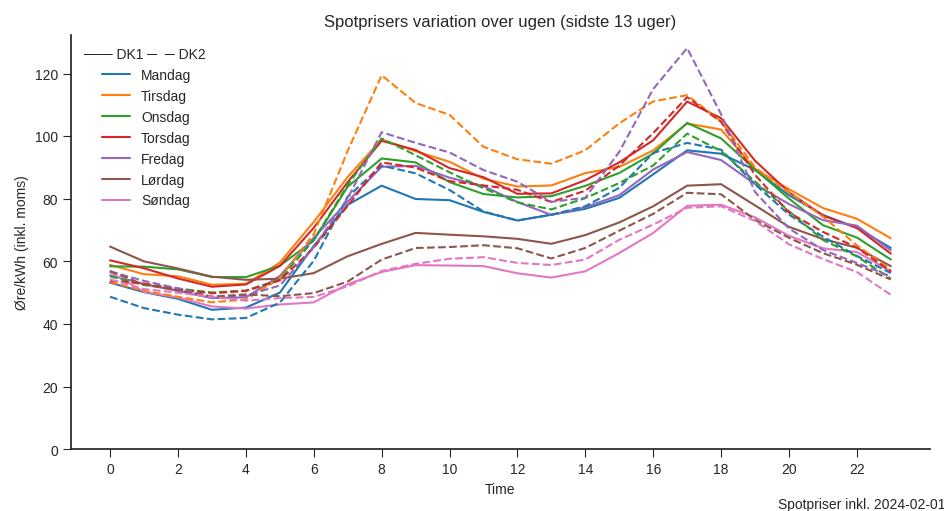 Spotprisers variation over ugen (sidste 13 uger)
DK1 DK2
Mandag
Tirsdag
Onsdag
Torsdag
Fredag
Lørdag
Søndag
Øre/kWh (inkl. moms)
120
100
80
60
40
20
0
0 2 4 6 8 10 12 14 16 18 20 22
Time
Spotpriser inkl. 2024-02-01